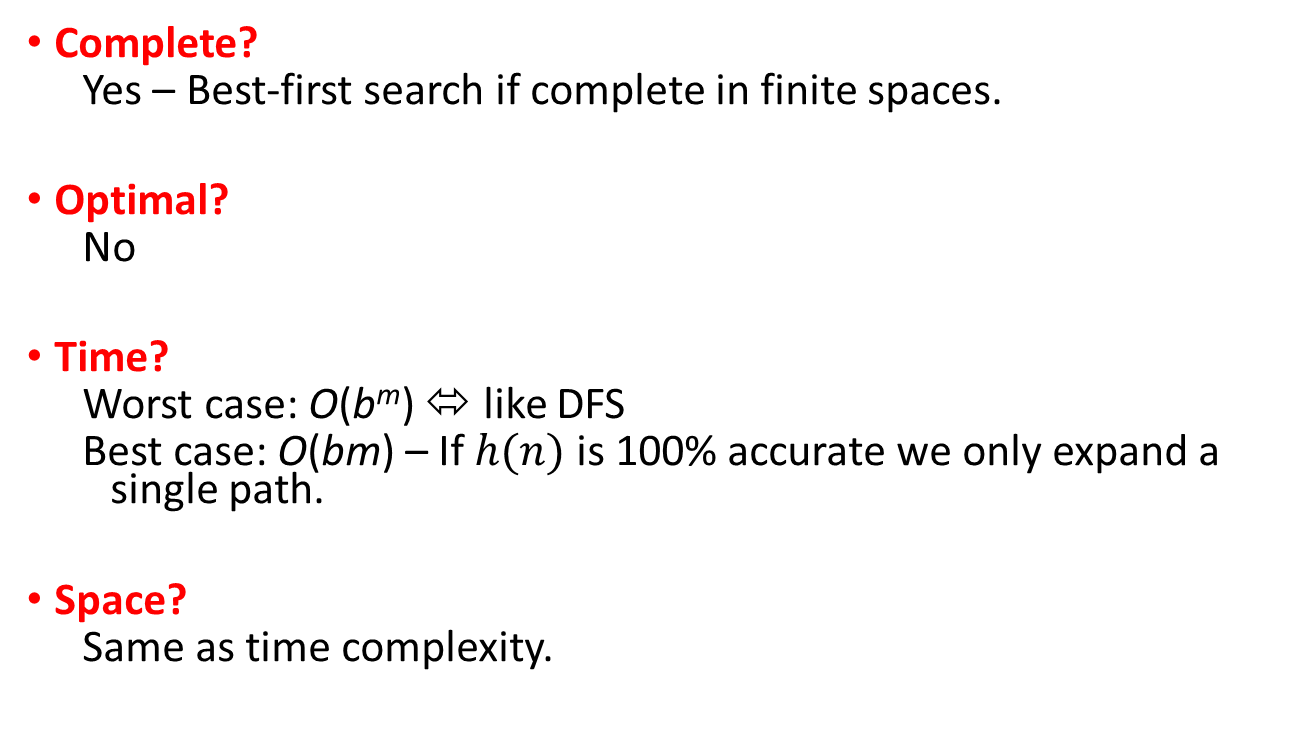 • Complete?
Yes – Best-first search if complete in finite spaces.
• Optimal?
No
• Time?
Worst case: O(bᵐ) ⬄ like DFS
Best case: O(bm) – If h(n) is 100% accurate we only expand a
single path.
• Space?
Same as time complexity.